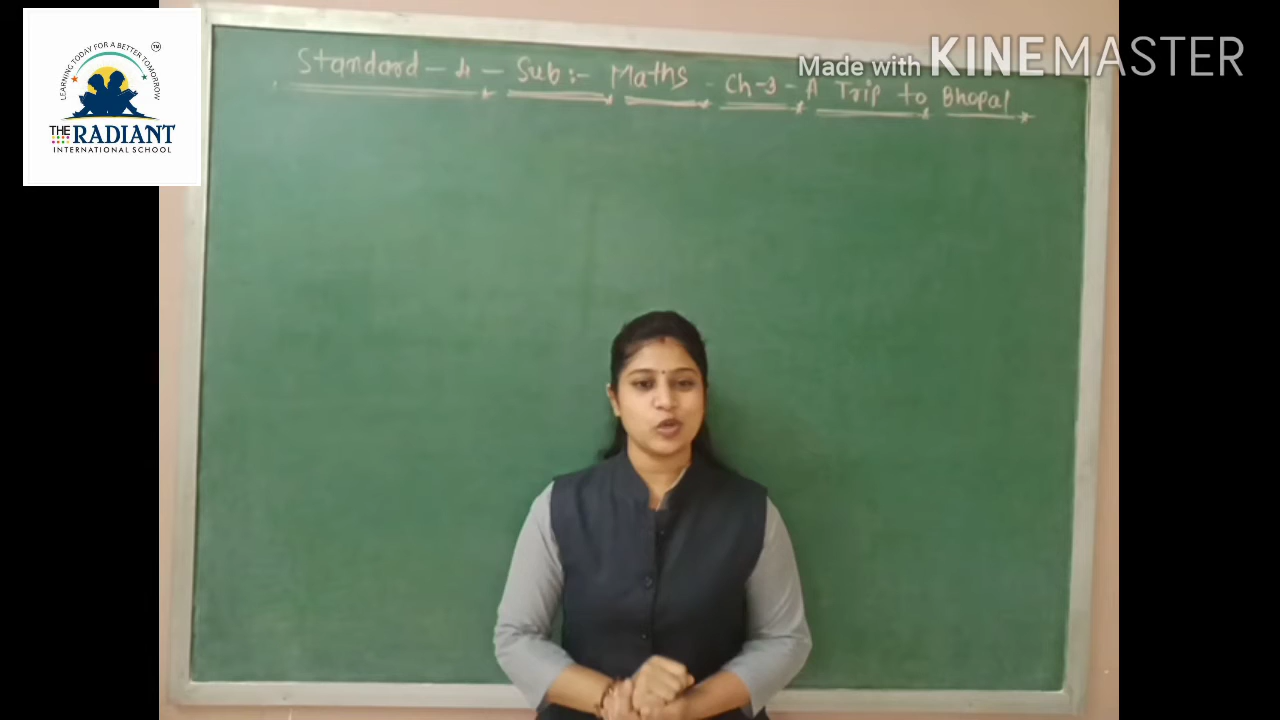 Standard - 4 - Sub:- Maths - Ch-3 - A Trip to Bhopal
Made with KINEMASTER
LEARNING TODAY FOR A BETTER TOMORROW
TM
THE RADIANT
INTERNATIONAL SCHOOL